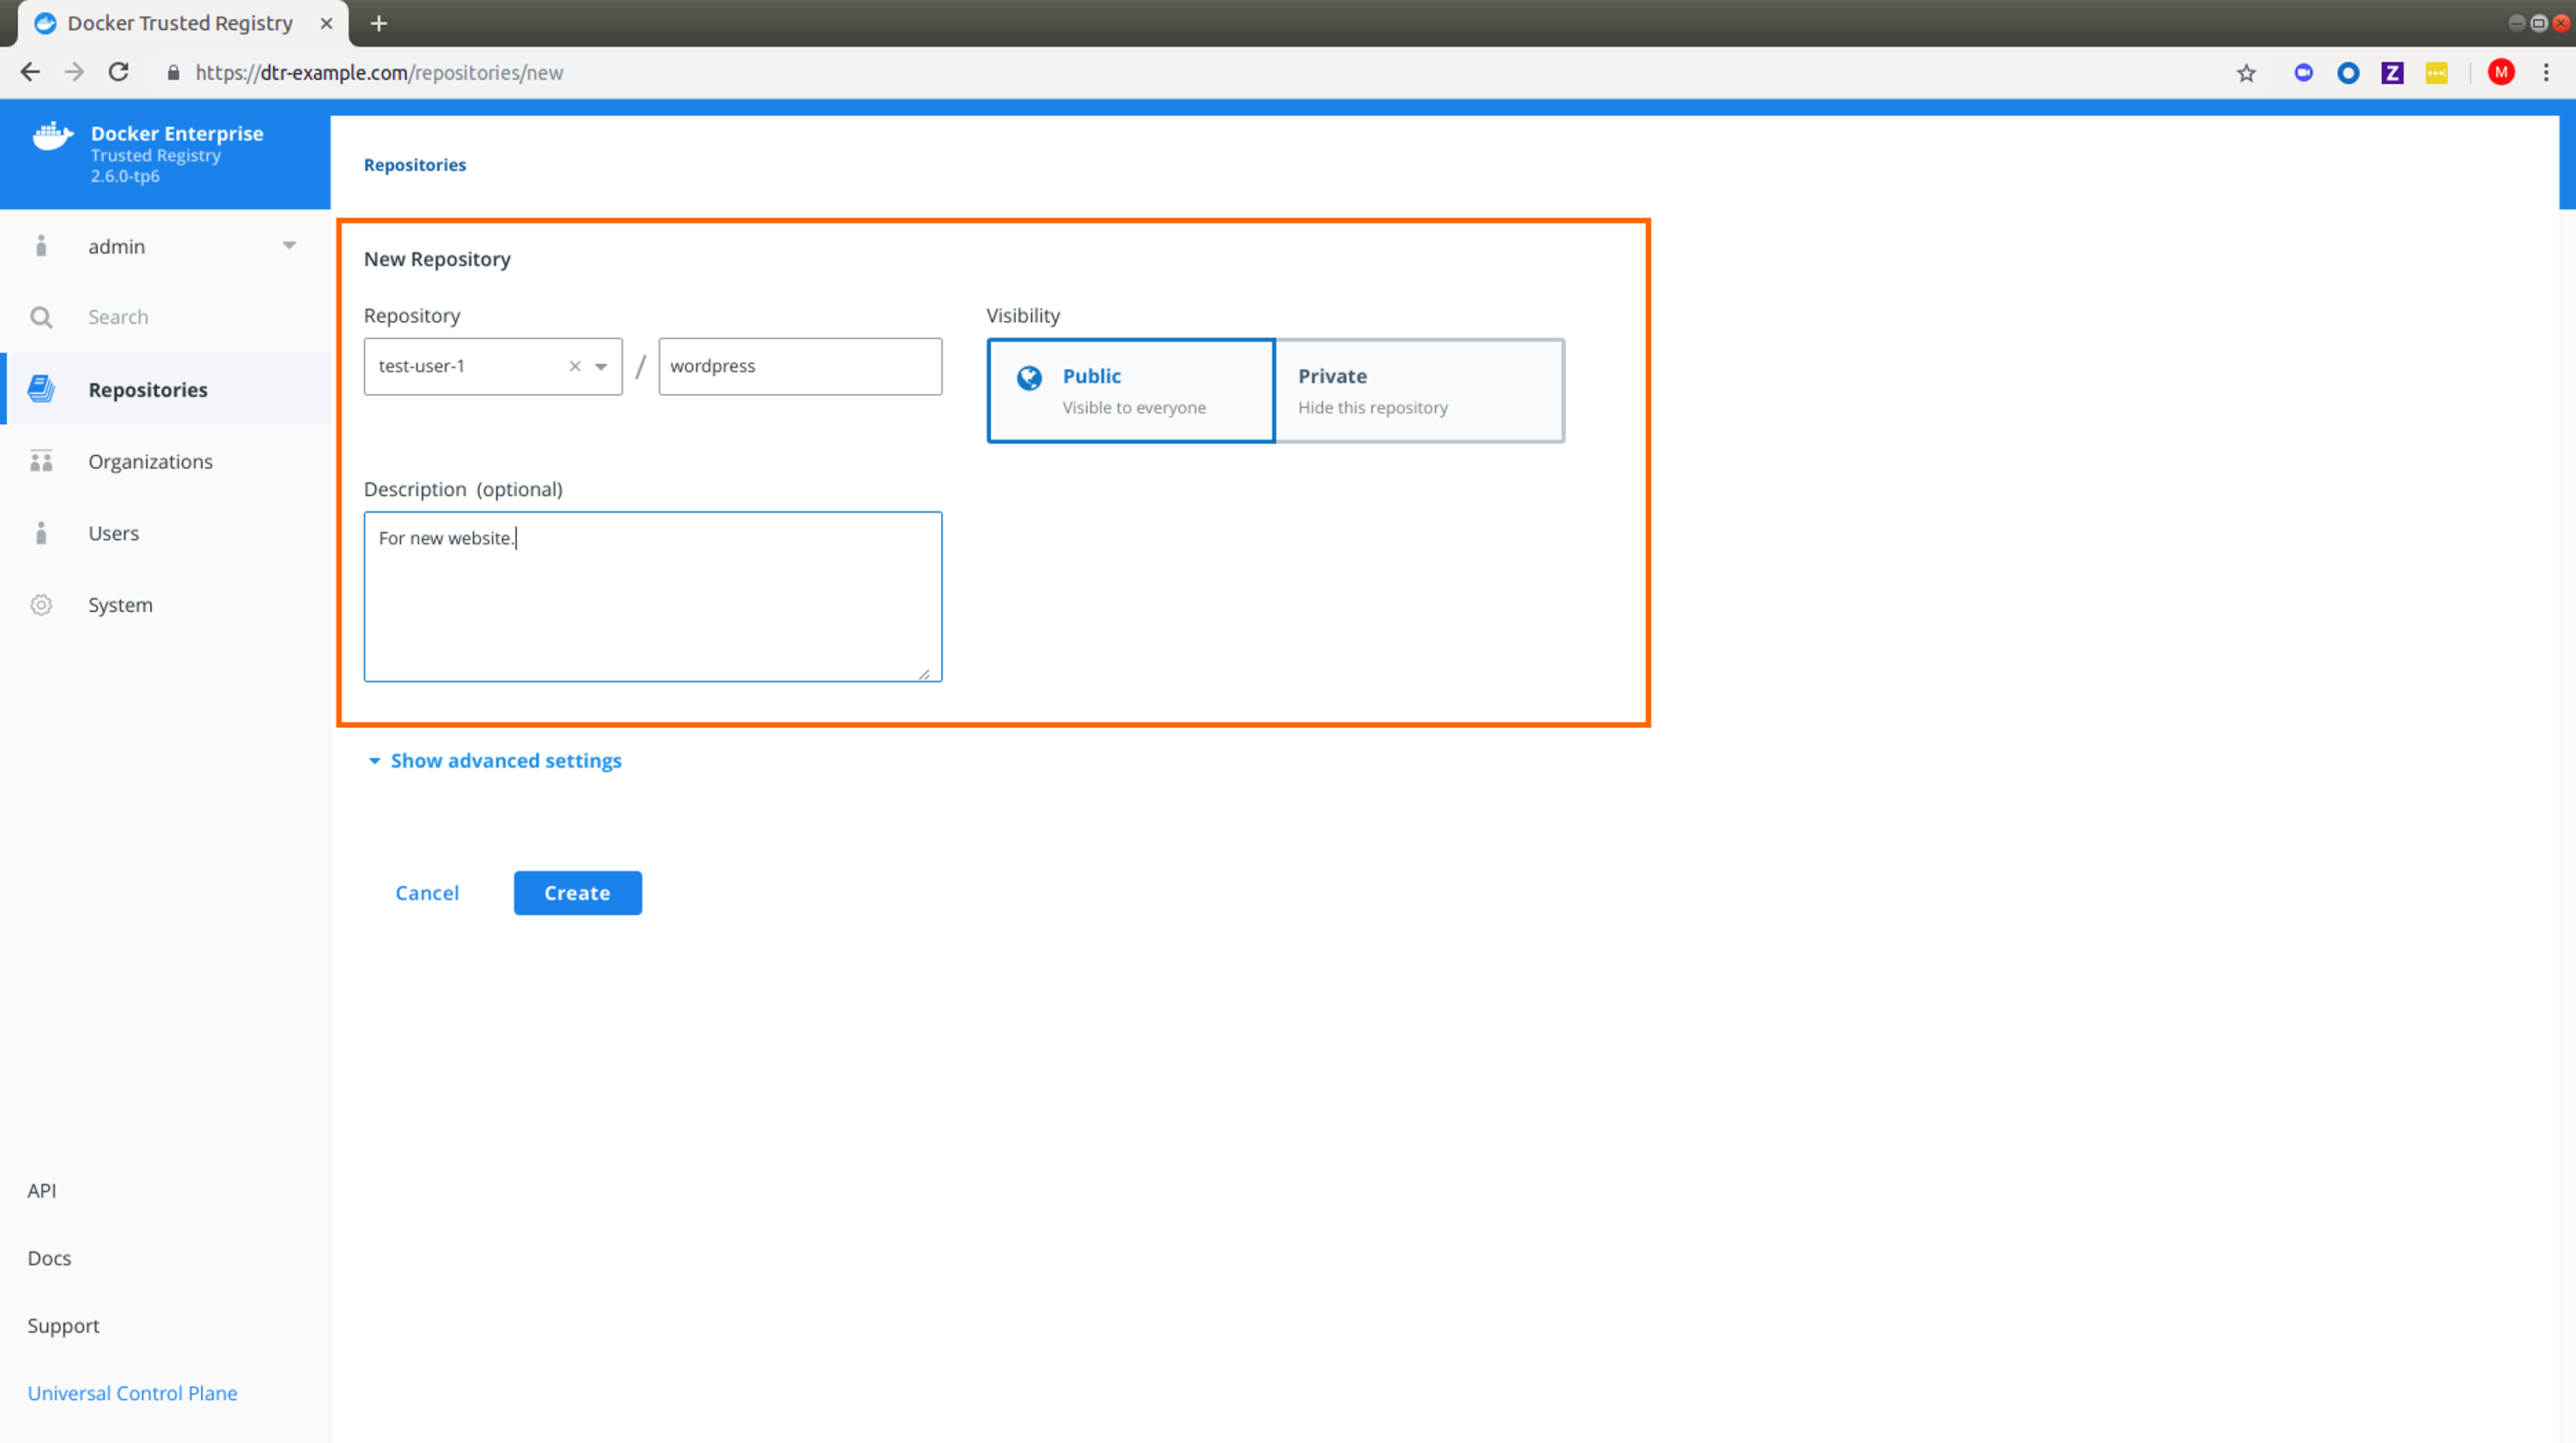 Docker Trusted Registry
https://dtr-example.com/repositories/new
Z
M
Docker Enterprise
Trusted Registry
2.6.0-tp6
admin
Search
Repositories
Organizations
Users
System
API
Docs
Support
Universal Control Plane
Repositories
New Repository
Repository
test-user-1 / wordpress
Visibility
Public
Visible to everyone
Private
Hide this repository
Description (optional)
For new website.
Show advanced settings
Cancel
Create